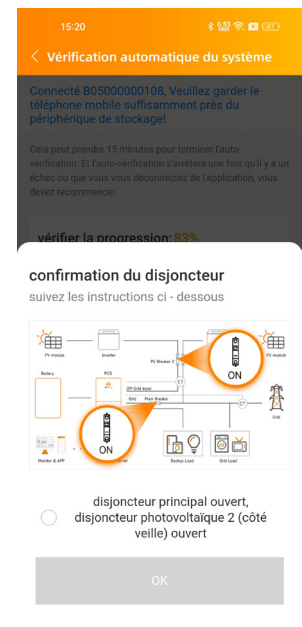 15:20
< Vérification automatique du système
Connecté B05000000108, Veuillez garder le
téléphone mobile suffisamment près du
périphérique de stockage!
Cela peut prendre 15 minutes pour terminer l'auto-
vérification. Et l'auto-vérification s'arrêtera une fois qu'il y a un
échec ou que vous vous déconnectez de l'application, vous
devez recommencer.
vérifier la progression:83%
confirmation du disjoncteur
suivez les instructions ci - dessous
PV module
Inverter
PV Breaker 2
PV module
ON
Battery
PCS
CT
Off-Grid Input
Grid
Main Breaker
CT
Grid
ON
Monitor & APP
Backup Load
Grid Load
disjoncteur principal ouvert,
disjoncteur photovoltaïque 2 (côté
veille) ouvert
OK